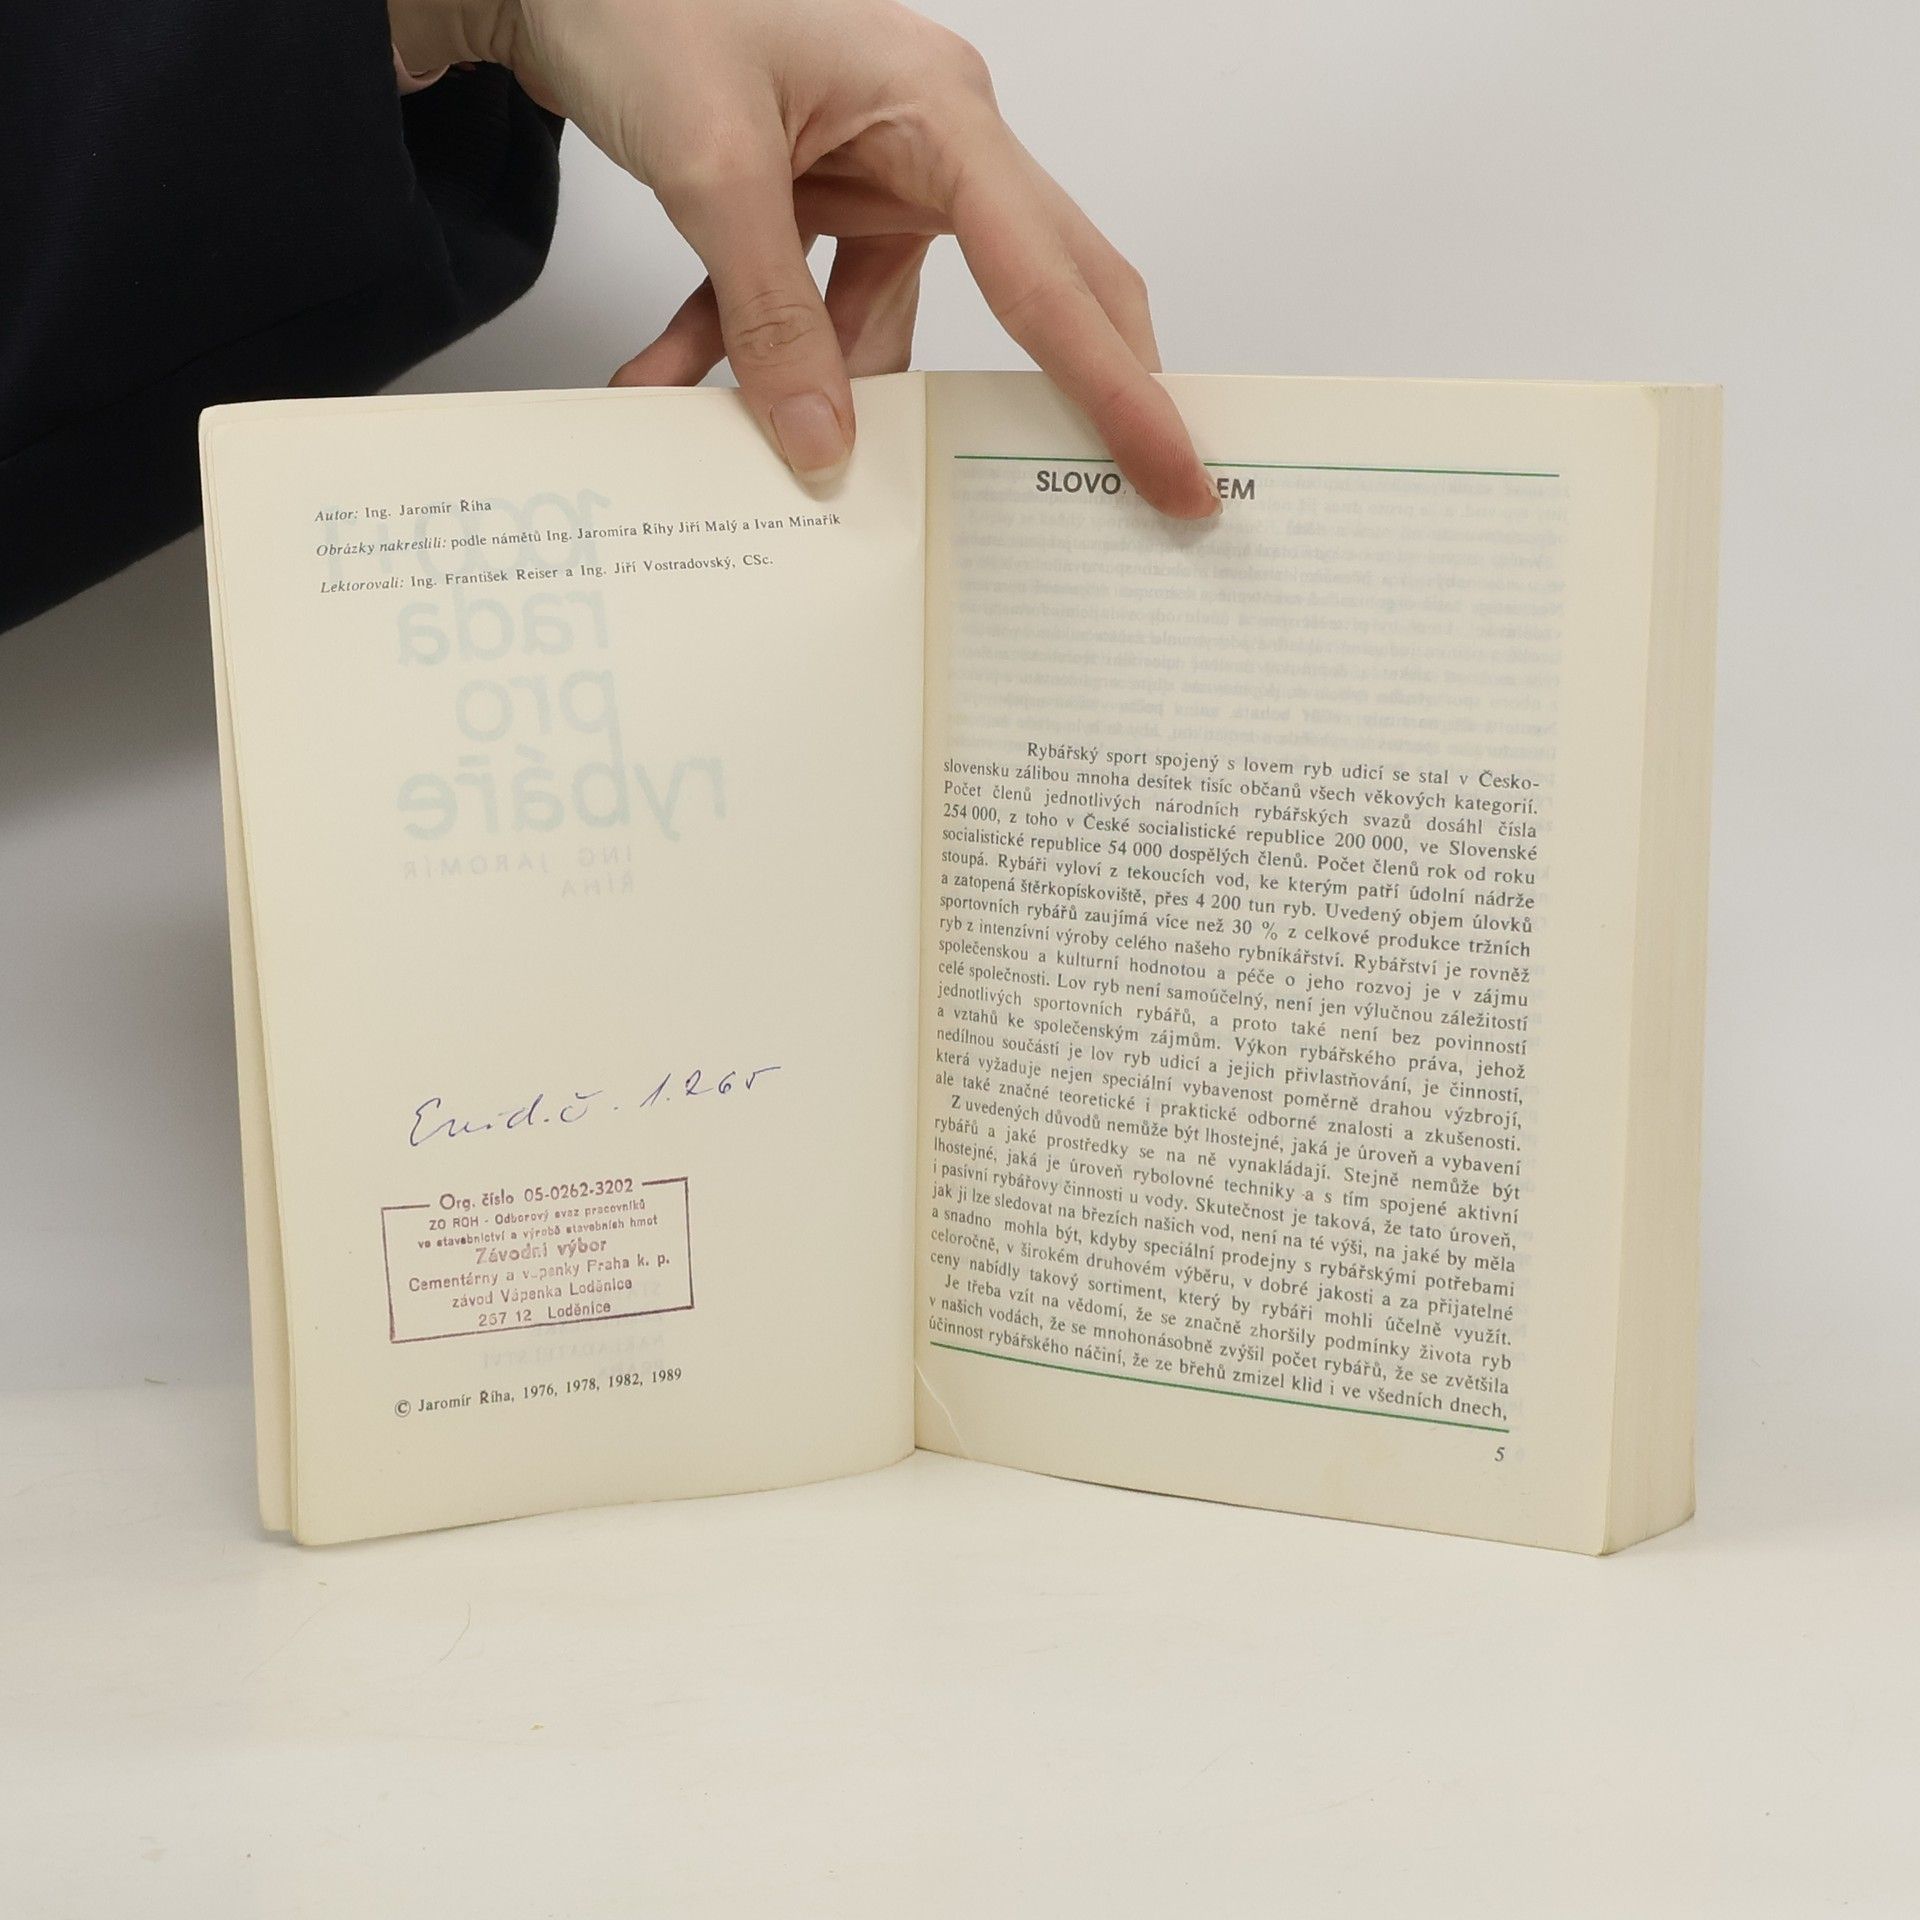 Autor: Ing. Jaromír Říha
Obrázky nakreslili: podle námětů Ing. Jaromíra Říhy Jiří Malý a Ivan Minařík
Lektorovali: Ing. František Reiser a Ing. Jiří Vostradovský, CSc.
rada
pro
rybáře
ING JAROMÍR
ŘÍHA
Evid. č. 1.265
Org. číslo 05-0262-3202
ZO ROH - Odborový svaz pracovníků
ve stavebnictví a výrobě stavebních hmot
Závodní výbor
Cementárny a vápenky Praha k. p.
závod Vápenka Loděnice
267 12 Loděnice
© Jaromír Říha, 1976, 1978, 1982, 1989
SLOVO
Rybářský sport spojený s lovem ryb udicí se stal v Česko-
slovensku zálibou mnoha desítek tisíc občanů všech věkových kategorií.
Počet členů jednotlivých národních rybářských svazů dosáhl čísla
254 000, z toho v České socialistické republice 200 000, ve Slovenské
socialistické republice 54 000 dospělých členů. Počet členů rok od roku
stoupá. Rybáři vyloví z tekoucích vod, ke kterým patří údolní nádrže
a zatopená štěrkopískoviště, přes 4 200 tun ryb. Uvedený objem úlovků
sportovních rybářů zaujímá více než 30 % z celkové produkce tržních
ryb z intenzívní výroby celého našeho rybníkářství. Rybářství je rovněž
společenskou a kulturní hodnotou a péče o jeho rozvoj je v zájmu
celé společnosti. Lov ryb není samoúčelný, není jen výlučnou záležitostí
jednotlivých sportovních rybářů, a proto také není bez povinností
a vztahů ke společenským zájmům. Výkon rybářského práva, jehož
nedílnou součástí je lov ryb udicí a jejich přivlastňování, je činností,
která vyžaduje nejen speciální vybavenost poměrně drahou výzbrojí,
ale také značné teoretické i praktické odborné znalosti a zkušenosti.
Z uvedených důvodů nemůže být lhostejné, jaká je úroveň a vybavení
rybářů a jaké prostředky se na ně vynakládají. Stejně nemůže být
lhostejné, jaká je úroveň rybolovné techniky a s tím spojené aktivní
i pasívní rybářovy činnosti u vody. Skutečnost je taková, že tato úroveň,
jak ji lze sledovat na březích našich vod, není na té výši, na jaké by měla
a snadno mohla být, kdyby speciální prodejny s rybářskými potřebami
celoročně, v širokém druhovém výběru, v dobré jakosti a za přijatelné
ceny nabídly takový sortiment, který by rybáři mohli účelně využít.
Je třeba vzít na vědomí, že se značně zhoršily podmínky života ryb
v našich vodách, že se mnohonásobně zvýšil počet rybářů, že se zvětšila
účinnost rybářského náčiní, že ze břehů zmizel klid i ve všedních dnech,
5